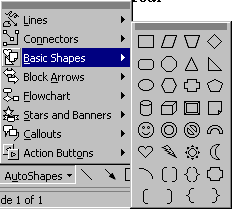 Lines
Connectors
Basic Shapes
Block Arrows
Flowchart
Stars and Banners
Callouts
Action Buttons
AutoShapes
de 1 of 1